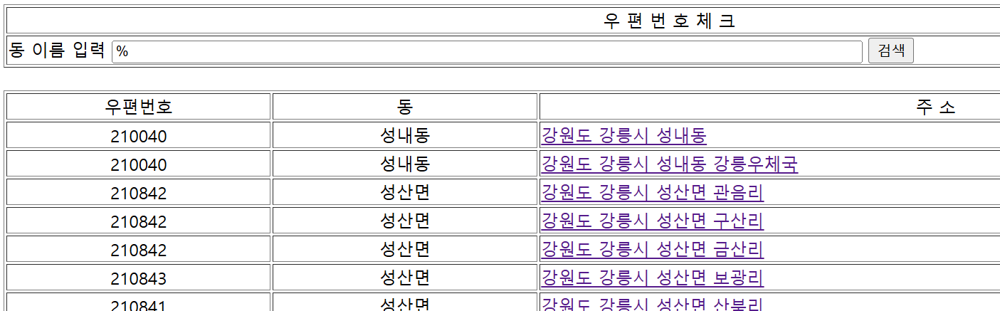 우 편 번 호 체 크
동 이름 입력 % 검색
우편번호 동 주 소
210040 성내동 강원도 강릉시 성내동
210040 성내동 강원도 강릉시 성내동 강릉우체국
210842 성산면 강원도 강릉시 성산면 관음리
210842 성산면 강원도 강릉시 성산면 구산리
210842 성산면 강원도 강릉시 성산면 금산리
210843 성산면 강원도 강릉시 성산면 보광리
210841 성산면 강원도 강릉시 성산면